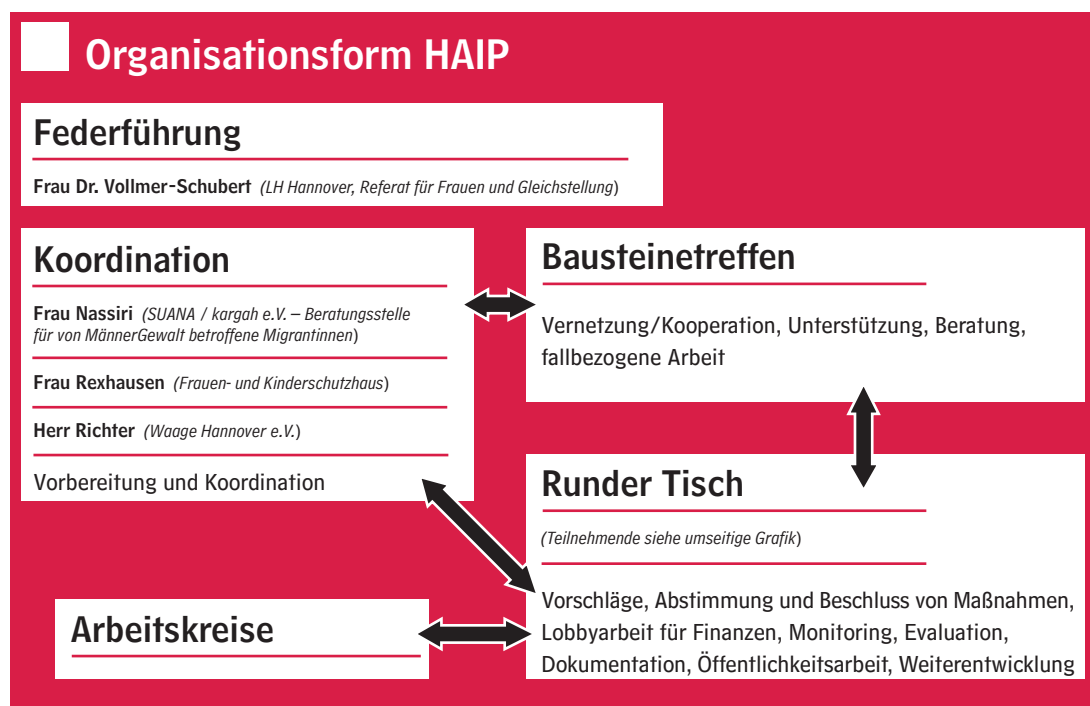 Organisationsform HAIP
Federführung
Frau Dr. Vollmer-Schubert (LH Hannover, Referat für Frauen und Gleichstellung)
Koordination
Frau Nassiri (SUANA / kargah e.V. – Beratungsstelle
für von MännerGewalt betroffene Migrantinnen)
Frau Rexhausen (Frauen- und Kinderschutzhaus)
Herr Richter (Waage Hannover e.V.)
Vorbereitung und Koordination
Bausteinetreffen
Vernetzung/Kooperation, Unterstützung, Beratung,
fallbezogene Arbeit
Runder Tisch
(Teilnehmende siehe umseitige Grafik)
Vorschläge, Abstimmung und Beschluss von Maßnahmen,
Lobbyarbeit für Finanzen, Monitoring, Evaluation,
Dokumentation, Öffentlichkeitsarbeit, Weiterentwicklung
Arbeitskreise